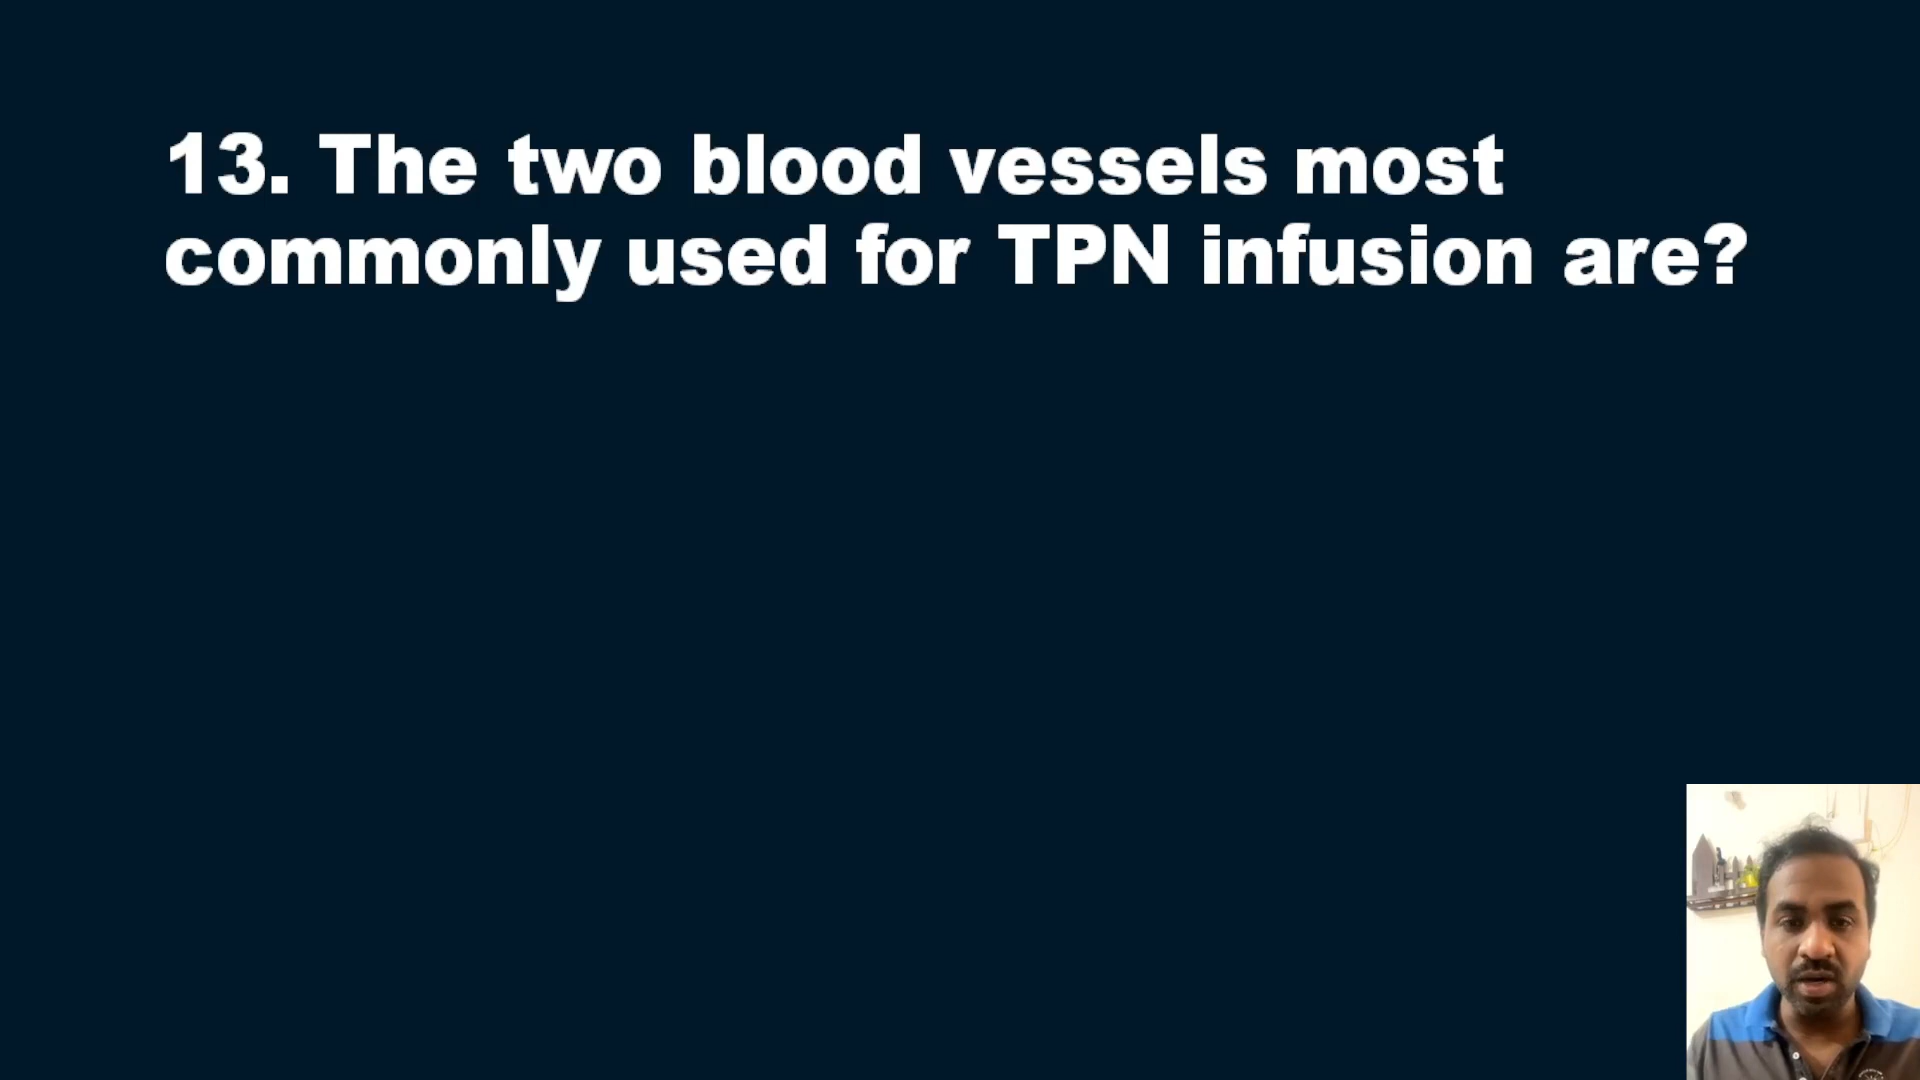 13. The two blood vessels most
commonly used for TPN infusion are?